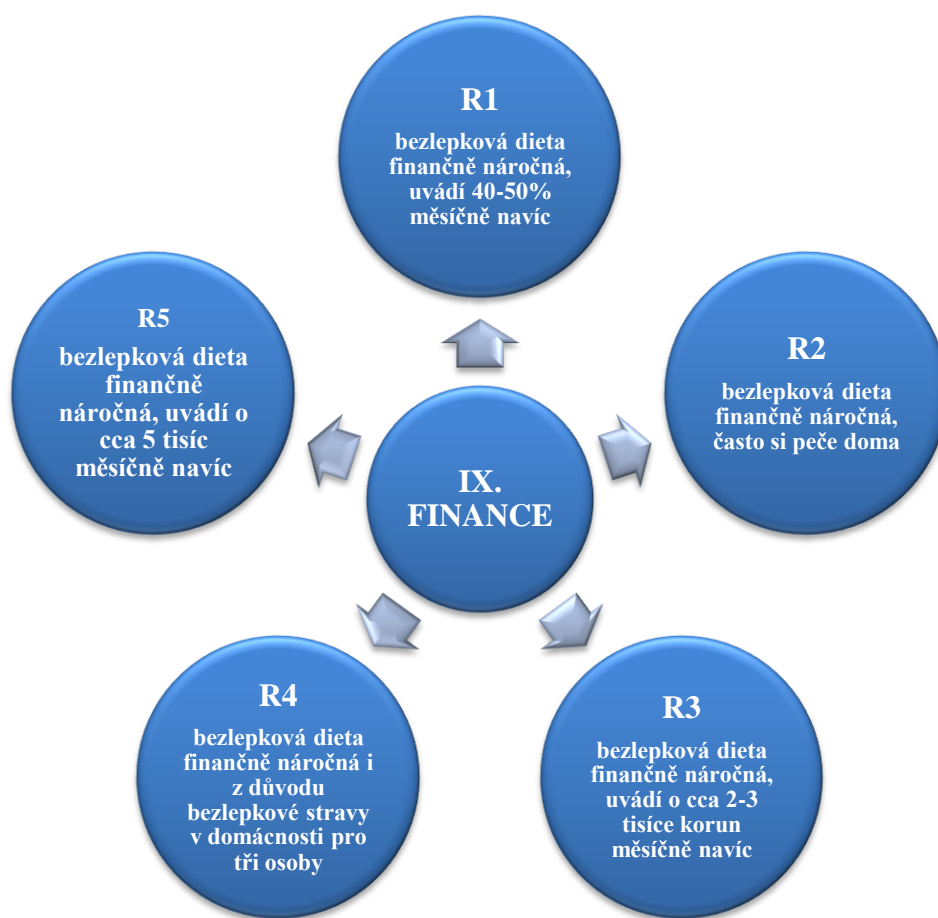 R1
bezlepková dieta
finančně náročná,
uvádí 40-50%
měsíčně navíc
R2
bezlepková dieta
finančně náročná,
často si peče doma
R3
bezlepková dieta
finančně náročná,
uvádí o cca 2-3
tisíce korun
měsíčně navíc
R4
bezlepková dieta
finančně náročná i
z důvodu
bezlepkové stravy
v domácnosti pro
tři osoby
R5
bezlepková dieta
finančně
náročná, uvádí o
cca 5 tisíc
měsíčně navíc
IX.
FINANCE